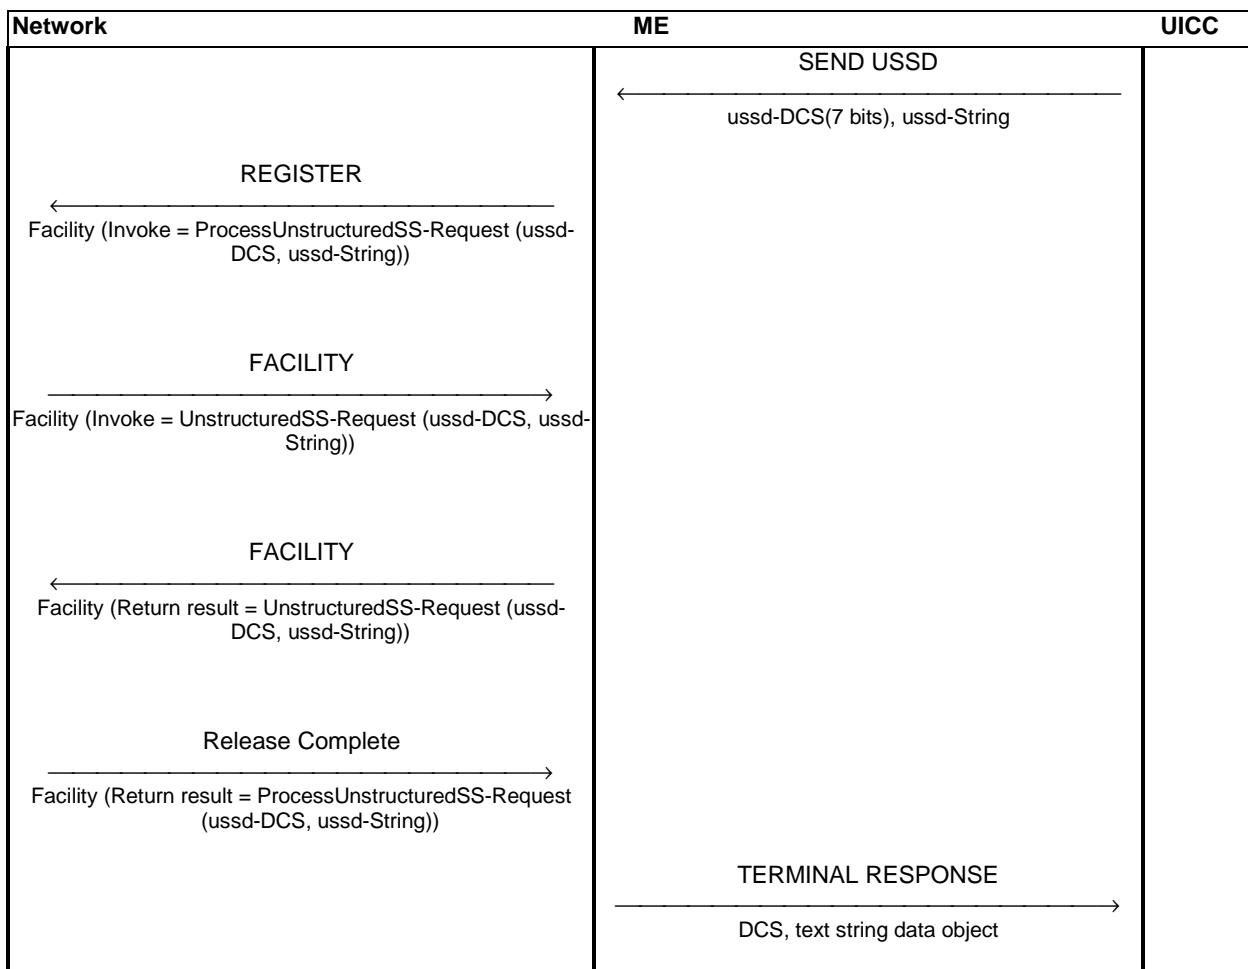 Network ME UICC
SEND USSD
ussd-DCS(7 bits), ussd-String
REGISTER
Facility (Invoke = ProcessUnstructuredSS-Request (ussd-
DCS, ussd-String))
FACILITY
Facility (Invoke = UnstructuredSS-Request (ussd-DCS, ussd-
String))
FACILITY
Facility (Return result = UnstructuredSS-Request (ussd-
DCS, ussd-String))
Release Complete
Facility (Return result = ProcessUnstructuredSS-Request
(ussd-DCS, ussd-String))
TERMINAL RESPONSE
DCS, text string data object